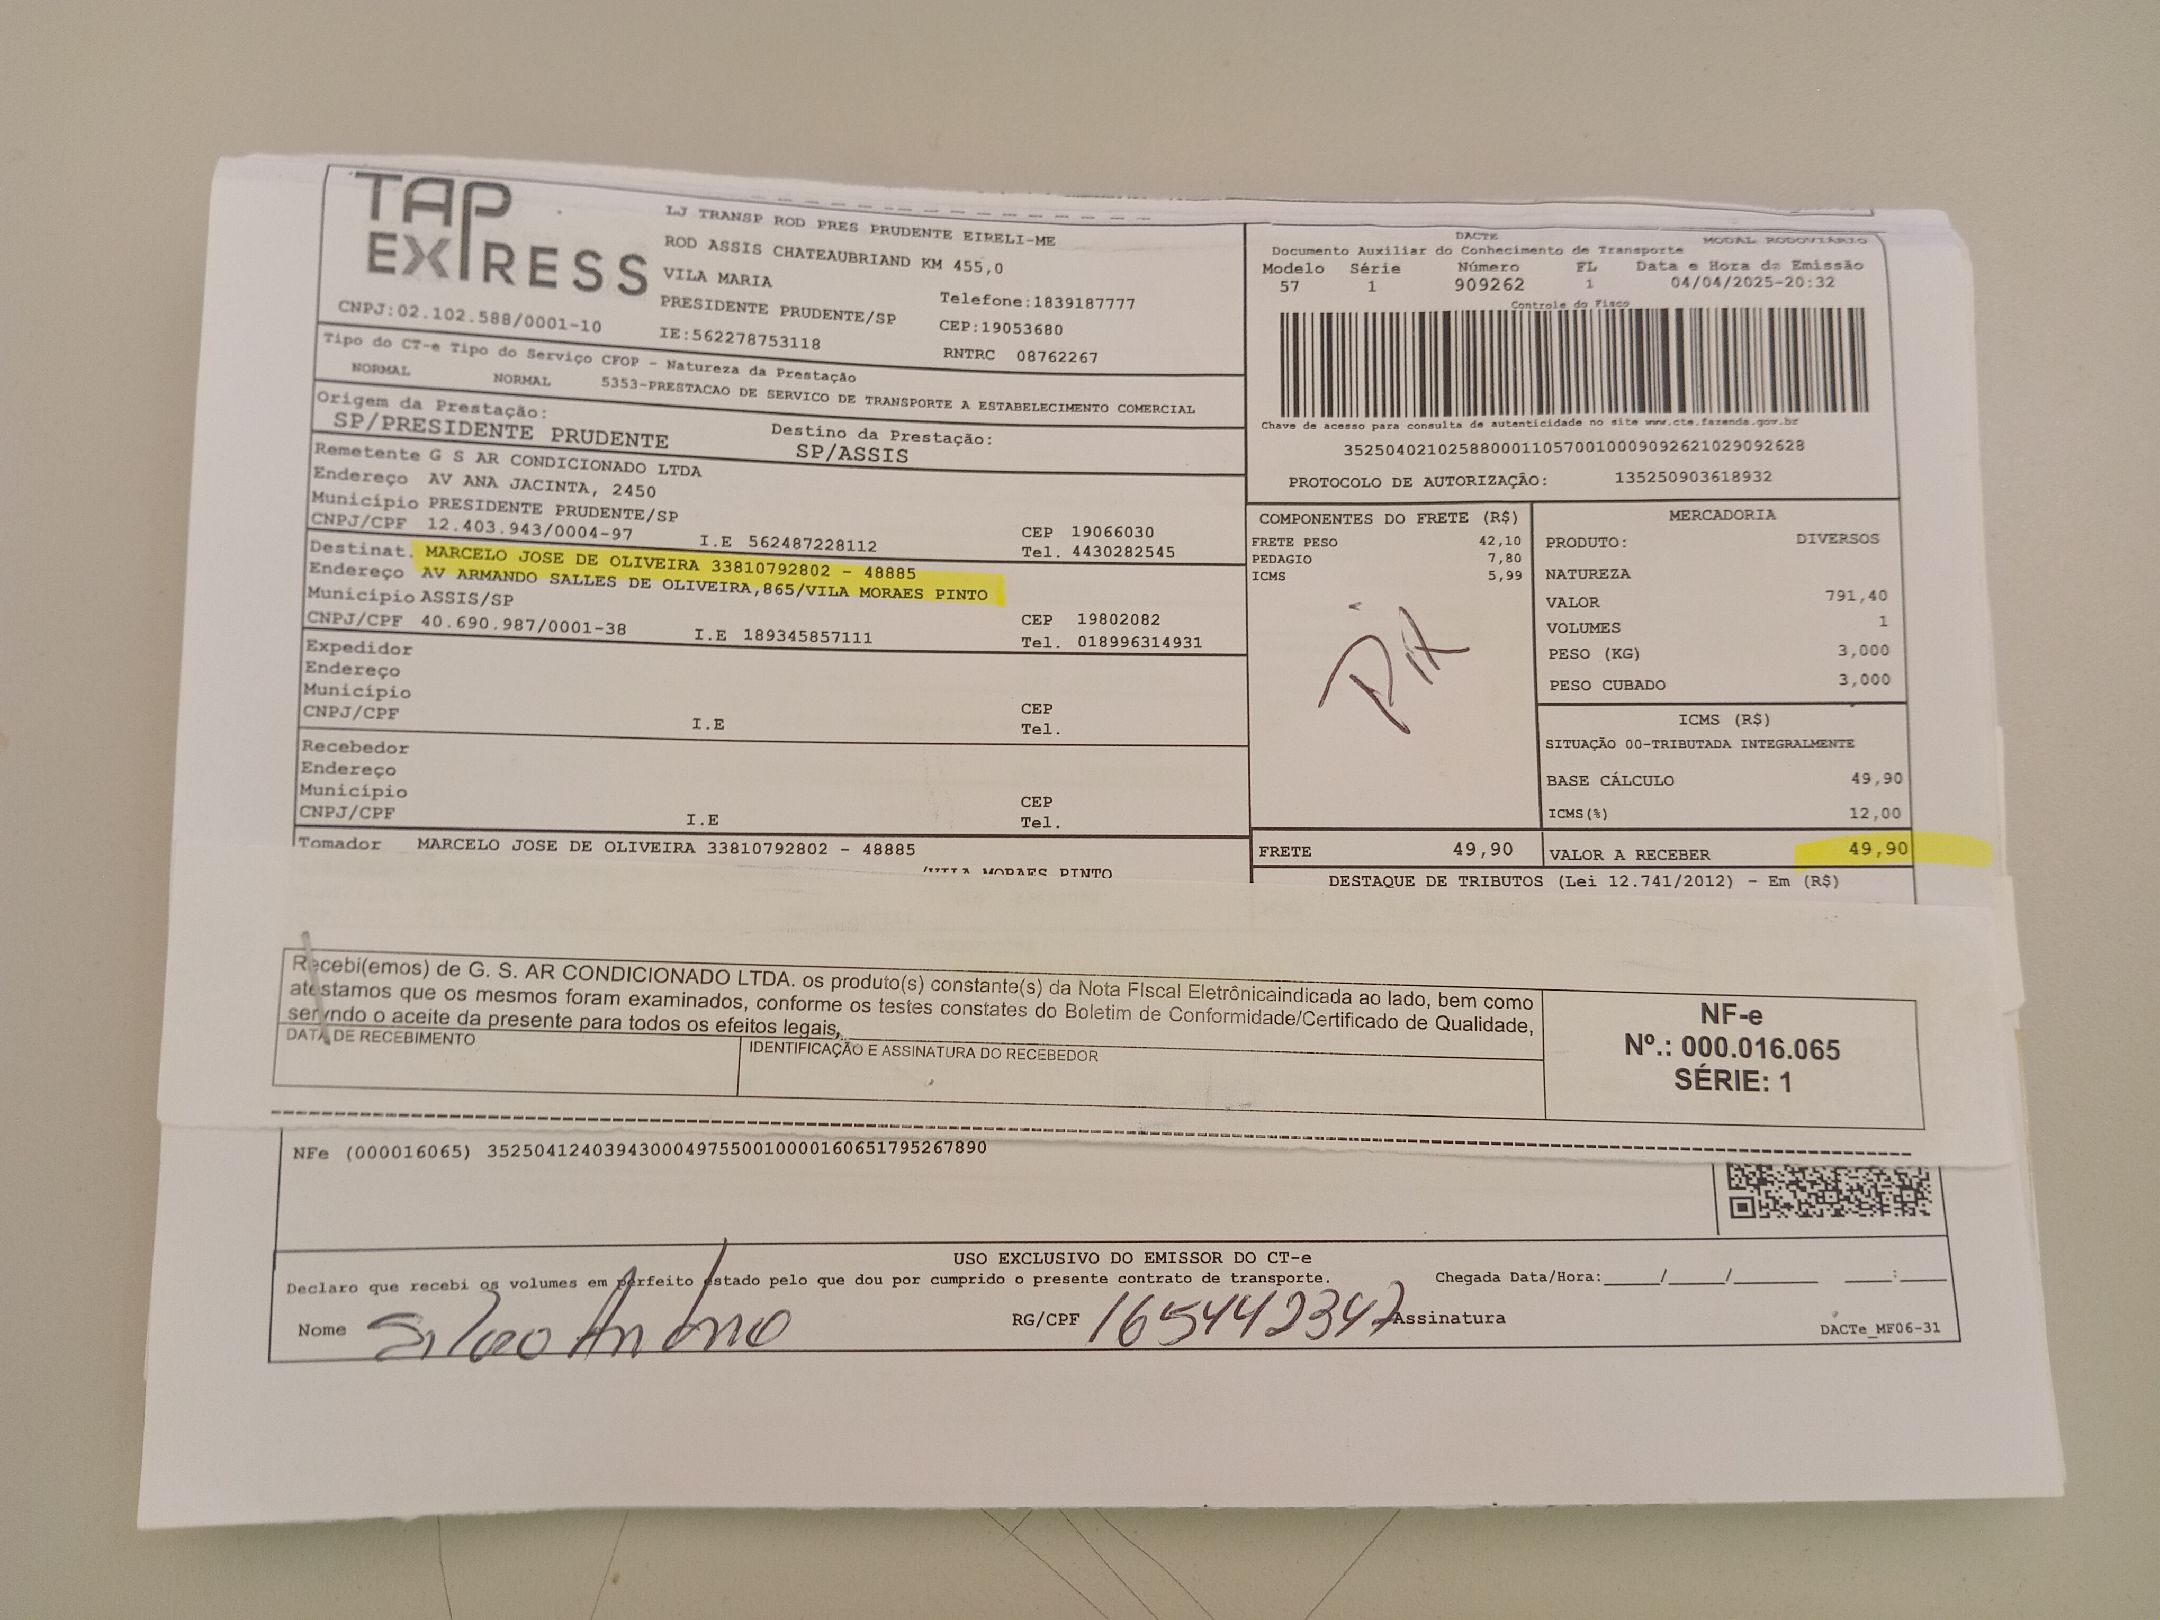 TAP
EXPRESS
CNPJ:02.102.588/0001-10
LJ TRANSP ROD PRES PRUDENTE EIRELI-ME
ROD ASSIS CHATEAUBRIAND KM 455,0
VILA MARIA
PRESIDENTE PRUDENTE/SP
IE:562278753118
Telefone:1839187777
CEP:19053680
RNTRC 08762267
DACTE
MODAL RODOVIÁRIO
Documento Auxiliar do Conhecimento de Transporte
Modelo Série Número FL Data e Hora de Emissão
57 1 909262 1 04/04/2025-20:32
Controle do Fisco
Chave de acesso para consulta de autenticidade no site www.cte.fazenda.gov.br
35250402102588000110570010009092621029092628
PROTOCOLO DE AUTORIZAÇÃO: 135250903618932
Tipo do CT-e Tipo do Serviço CFOP - Natureza da Prestação
NORMAL NORMAL 5353-PRESTACAO DE SERVICO DE TRANSPORTE A ESTABELECIMENTO COMERCIAL
Origem da Prestação: Destino da Prestação:
SP/PRESIDENTE PRUDENTE SP/ASSIS
Remetente G S AR CONDICIONADO LTDA
Endereço AV ANA JACINTA, 2450
Município PRESIDENTE PRUDENTE/SP CEP 19066030
CNPJ/CPF 12.403.943/0004-97 I.E 562487228112 Tel. 4430282545
Destinat. MARCELO JOSE DE OLIVEIRA 33810792802 - 48885
Endereço AV ARMANDO SALLES DE OLIVEIRA,865/VILA MORAES PINTO
Município ASSIS/SP CEP 19802082
CNPJ/CPF 40.690.987/0001-38 I.E 189345857111 Tel. 018996314931
Expedidor
Endereço
Município CEP
CNPJ/CPF I.E Tel.
Recebedor
Endereço
Município CEP
CNPJ/CPF I.E Tel.
Tomador MARCELO JOSE DE OLIVEIRA 33810792802 - 48885
/VILA MORAES PINTO
COMPONENTES DO FRETE (R$)
FRETE PESO 42,10
PEDAGIO 7,80
ICMS 5,99
Pix
MERCADORIA
PRODUTO: DIVERSOS
NATUREZA
VALOR 791,40
VOLUMES 1
PESO (KG) 3,000
PESO CUBADO 3,000
ICMS (R$)
SITUAÇÃO 00-TRIBUTADA INTEGRALMENTE
BASE CÁLCULO 49,90
ICMS(%) 12,00
FRETE 49,90 VALOR A RECEBER 49,90
DESTAQUE DE TRIBUTOS (Lei 12.741/2012) - Em (R$)
Recebi(emos) de G. S. AR CONDICIONADO LTDA. os produto(s) constante(s) da Nota FIscal Eletrônicaindicada ao lado, bem como
atestamos que os mesmos foram examinados, conforme os testes constates do Boletim de Conformidade/Certificado de Qualidade,
servndo o aceite da presente para todos os efeitos legais,
DATA DE RECEBIMENTO IDENTIFICAÇÃO E ASSINATURA DO RECEBEDOR
NF-e
Nº.: 000.016.065
SÉRIE: 1
NFe (000016065) 35250412403943000497550010000160651795267890
USO EXCLUSIVO DO EMISSOR DO CT-e
Declaro que recebi os volumes em perfeito estado pelo que dou por cumprido o presente contrato de transporte. Chegada Data/Hora:____/____/______ ___:___
Nome Antonio RG/CPF 165442342 Assinatura
DACTe_MF06-31